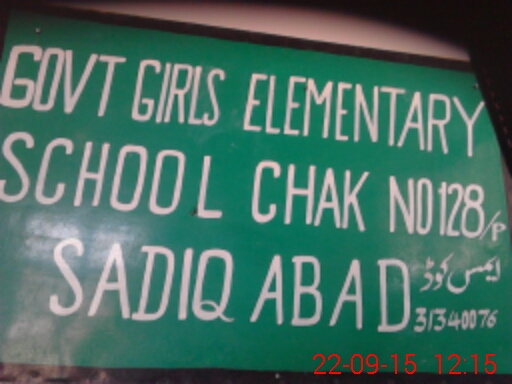 GOVT GIRLS ELEMENTARY
SCHOOL CHAK NO 128/P
SADIQ ABAD
ایمس کوڈ
31340076
22-09-15 12:15